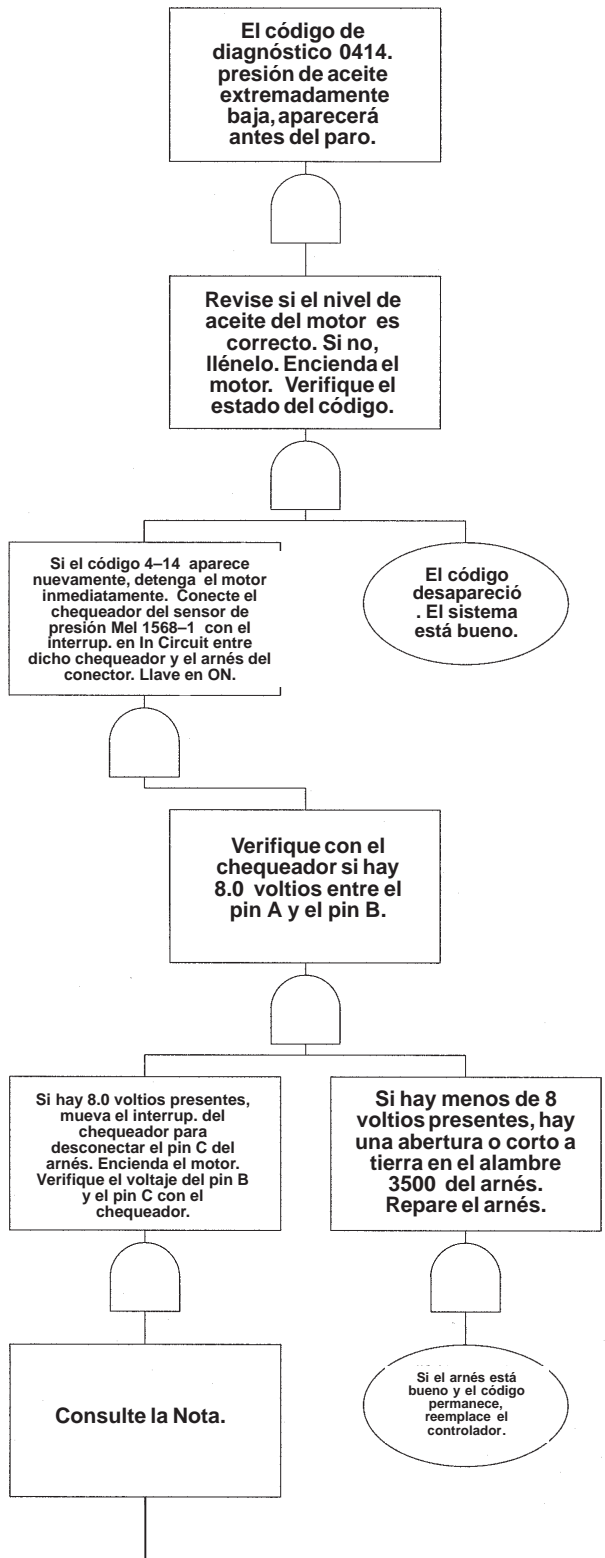 El código de
diagnóstico 0414.
presión de aceite
extremadamente
baja, aparecerá
antes del paro.
Revise si el nivel de
aceite del motor es
correcto. Si no,
llénelo. Encienda el
motor. Verifique el
estado del código.
Si el código 4–14 aparece
nuevamente, detenga el motor
inmediatamente. Conecte el
chequeador del sensor de
presión Mel 1568–1 con el
interrup. en In Circuit entre
dicho chequeador y el arnés del
conector. Llave en ON.
El código
desapareció
. El sistema
está bueno.
Verifique con el
chequeador si hay
8.0 voltios entre el
pin A y el pin B.
Si hay 8.0 voltios presentes,
mueva el interrup. del
chequeador para
desconectar el pin C del
arnés. Encienda el motor.
Verifique el voltaje del pin B
y el pin C con el
chequeador.
Si hay menos de 8
voltios presentes, hay
una abertura o corto a
tierra en el alambre
3500 del arnés.
Repare el arnés.
Consulte la Nota.
Si el arnés está
bueno y el código
permanece,
reemplace el
controlador.